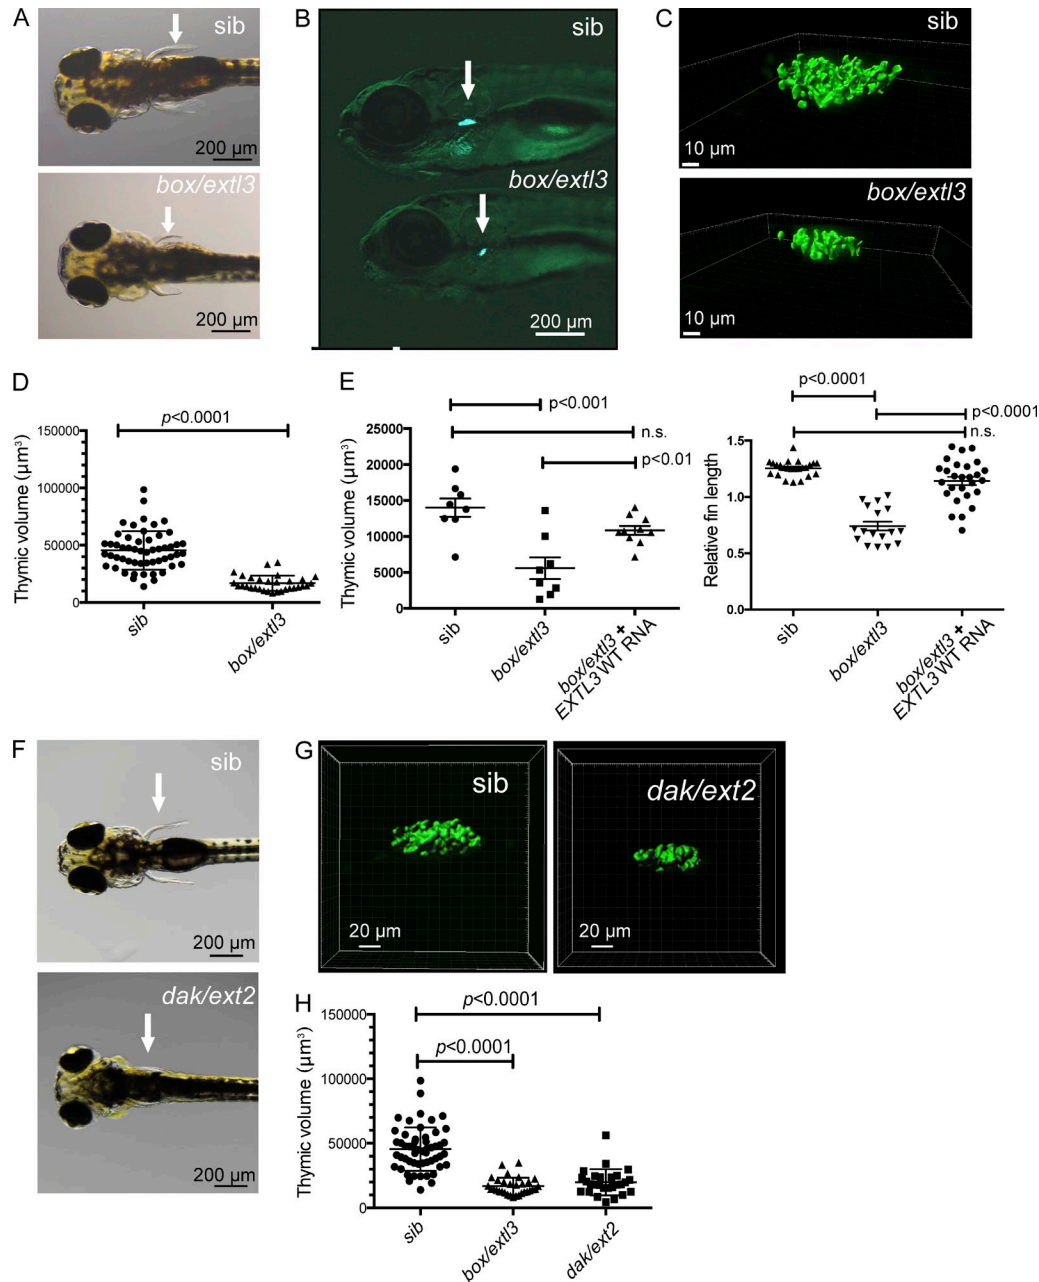 A
sib
200 µm
box/extl3
200 µm
B
sib
box/extl3
200 µm
C
sib
10 µm
box/extl3
10 µm
D
p<0.0001
Thymic volume (µm³)
150000
100000
50000
0
sib
box/extl3
E
p<0.001
n.s.
p<0.01
Thymic volume (µm³)
25000
20000
15000
10000
5000
0
sib
box/extl3
box/extl3 +
EXTL3 WT RNA
p<0.0001
p<0.0001
n.s.
Relative fin length
1.5
1.0
0.5
0.0
sib
box/extl3
box/extl3 +
EXTL3 WT RNA
F
sib
200 µm
dak/ext2
200 µm
G
sib
20 µm
dak/ext2
20 µm
H
p<0.0001
p<0.0001
Thymic volume (µm³)
150000
100000
50000
0
sib
box/extl3
dak/ext2